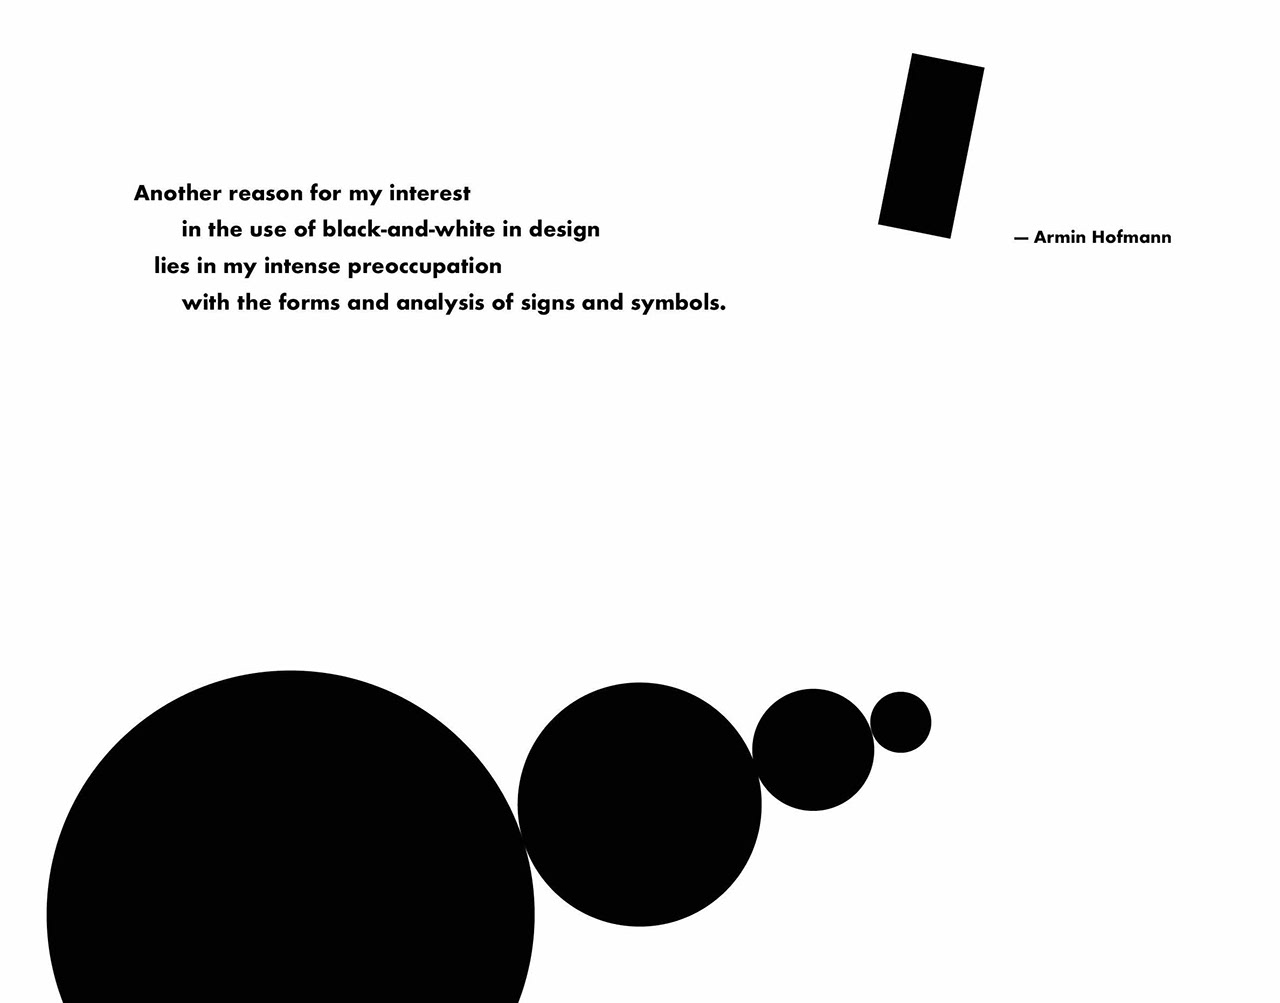 Another reason for my interest
in the use of black-and-white in design
lies in my intense preoccupation
with the forms and analysis of signs and symbols.
— Armin Hofmann